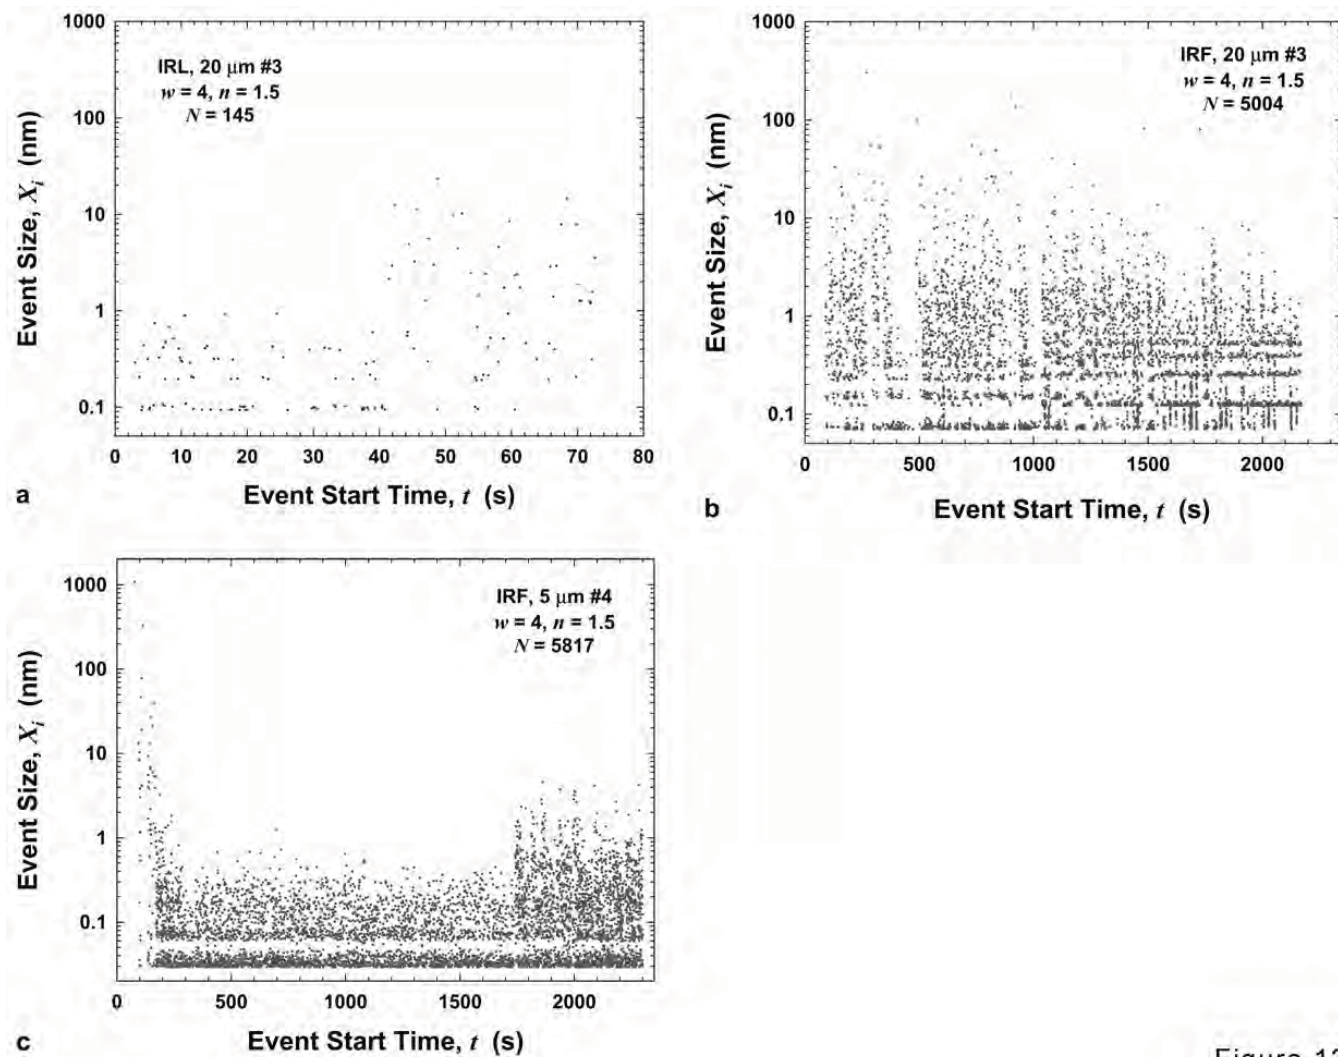 1000
100
10
1
0.1
Event Size, Xi (nm)
IRL, 20 μm #3
w = 4, n = 1.5
N = 145
0 10 20 30 40 50 60 70 80
a Event Start Time, t (s)
1000
100
10
1
0.1
Event Size, Xi (nm)
IRF, 20 μm #3
w = 4, n = 1.5
N = 5004
0 500 1000 1500 2000
b Event Start Time, t (s)
1000
100
10
1
0.1
Event Size, Xi (nm)
IRF, 5 μm #4
w = 4, n = 1.5
N = 5817
0 500 1000 1500 2000
c Event Start Time, t (s)